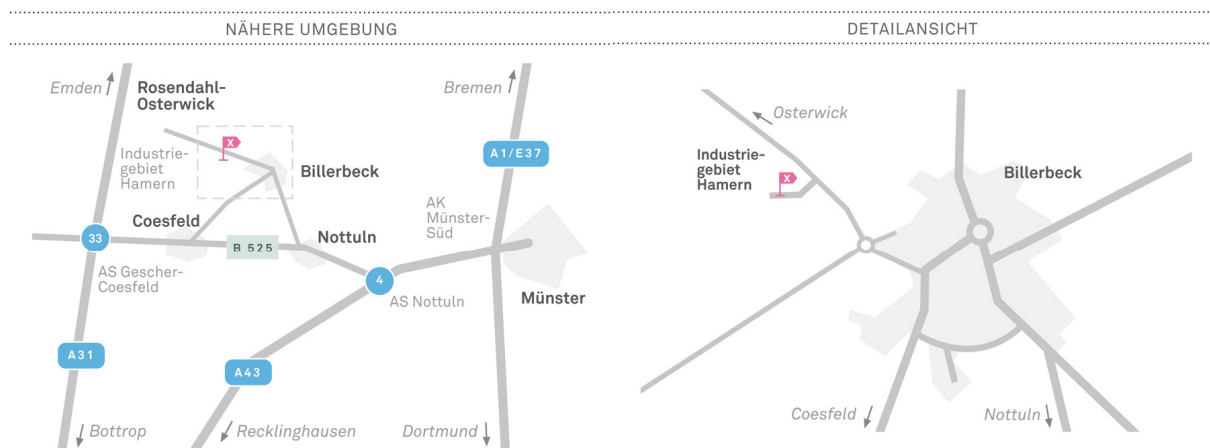 NÄHERE UMGEBUNG
Emden
Rosendahl-
Osterwick
Bremen
X
Industrie-
gebiet
Hamern
A1/E37
Billerbeck
AK
Münster-
Süd
Coesfeld
33
B 525
Nottuln
AS Gescher-
Coesfeld
4
AS Nottuln
Münster
A31
A43
Bottrop
Recklinghausen
Dortmund
DETAILANSICHT
Osterwick
Industrie-
gebiet
Hamern
X
Billerbeck
Coesfeld
Nottuln